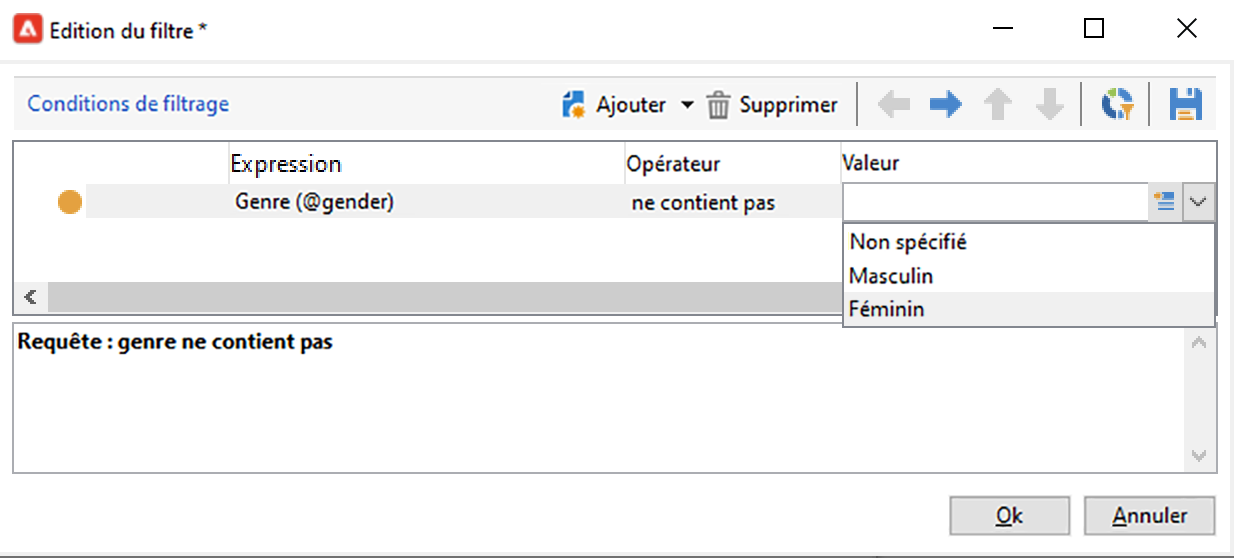 Edition du filtre *
Conditions de filtrage Ajouter Supprimer
Expression Opérateur Valeur
Genre (@gender) ne contient pas
Non spécifié
Masculin
Féminin
Requête : genre ne contient pas
Ok Annuler